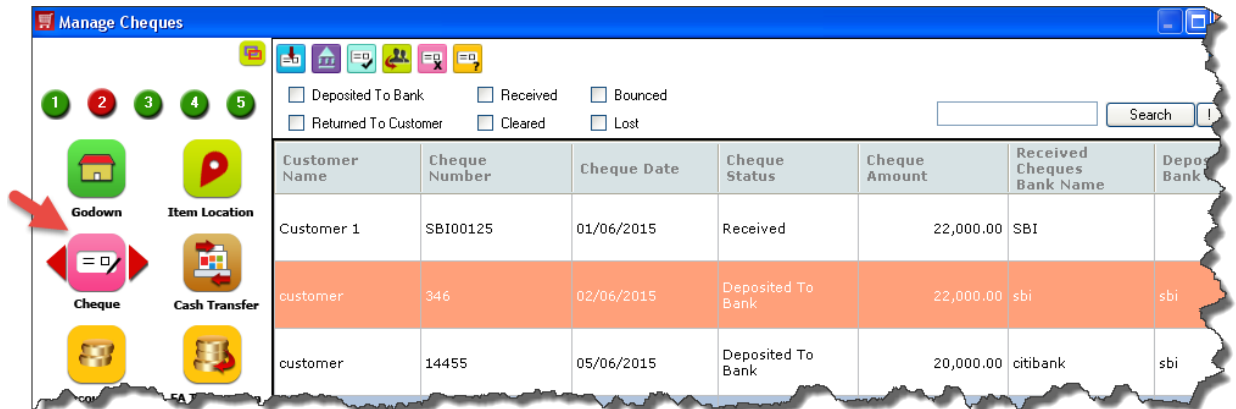 Manage Cheques
1 2 3 4 5
Deposited To Bank Received Bounced
Returned To Customer Cleared Lost
Search
Godown Item Location
Cheque Cash Transfer
Customer Name Cheque Number Cheque Date Cheque Status Cheque Amount Received Cheques Bank Name Bank
Customer 1 SBI00125 01/06/2015 Received 22,000.00 SBI
customer 346 02/06/2015 Deposited To Bank 22,000.00 sbi sbi
customer 14455 05/06/2015 Deposited To Bank 20,000.00 citibank sbi